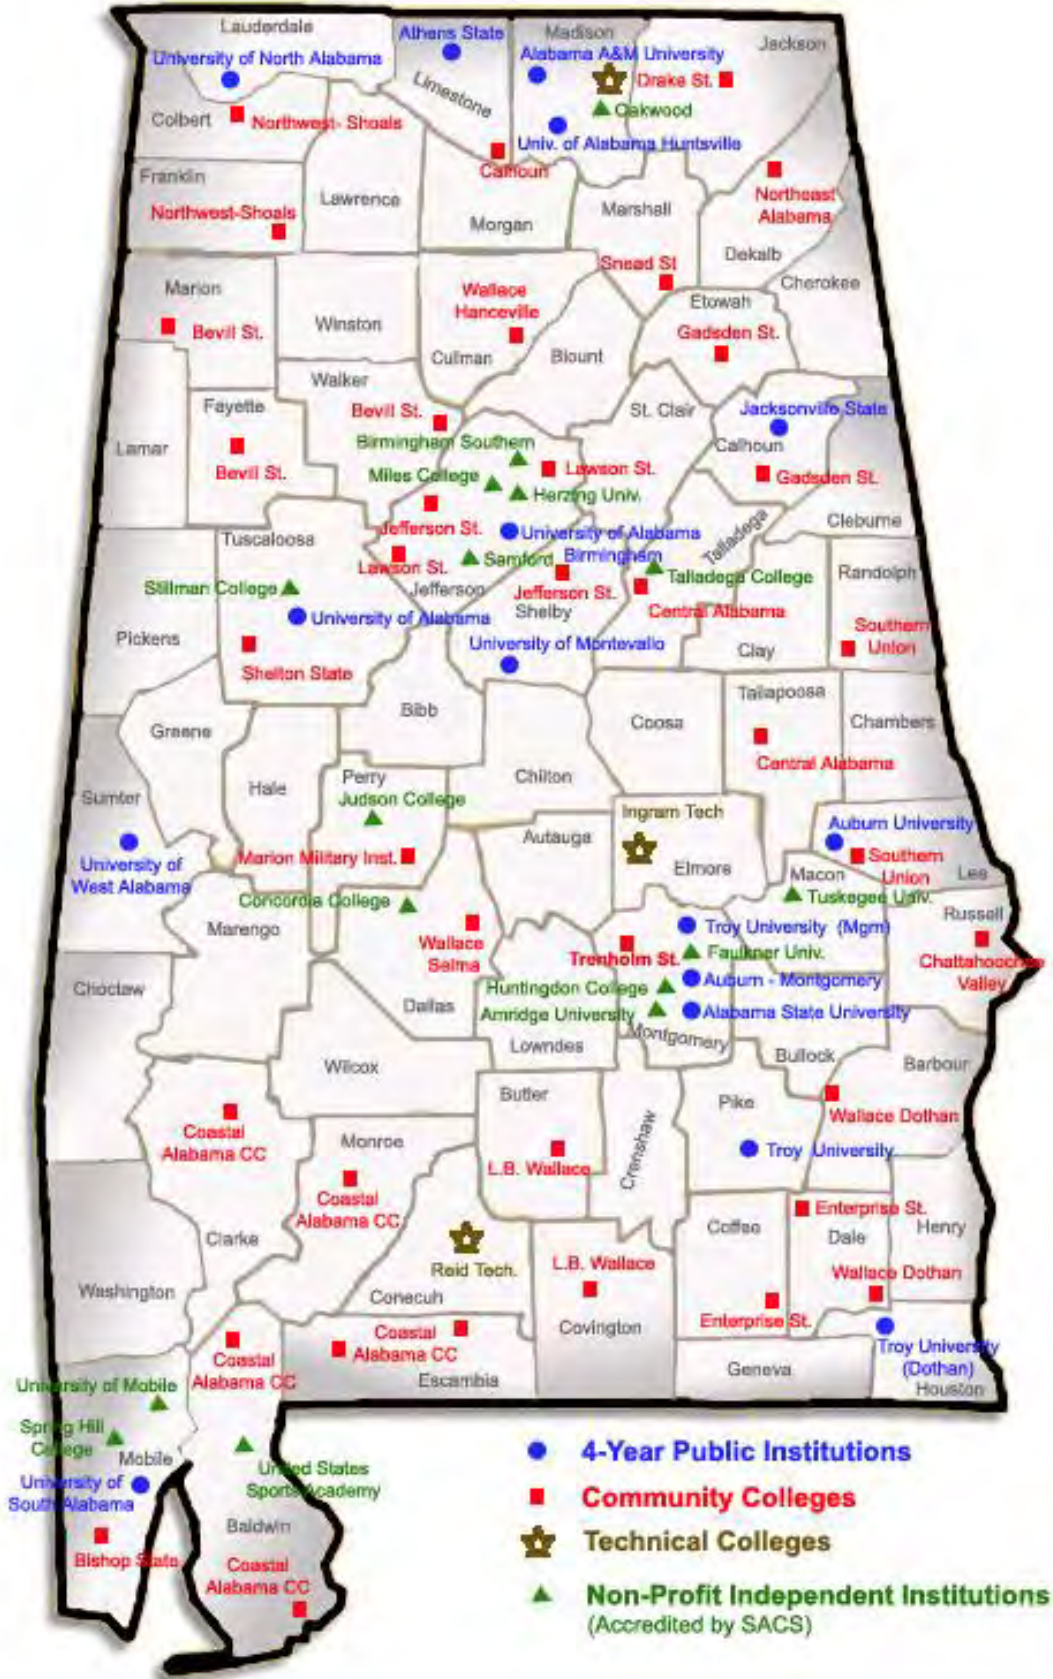 Lauderdale
University of North Alabama
Athens State
Limestone
Madison
Alabama A&M University
Jackson
Drake St.
Oakwood
Univ. of Alabama Huntsville
Colbert
Northwest- Shoals
Calhoun
Franklin
Northwest-Shoals
Lawrence
Morgan
Marshall
Northeast
Alabama
Dekalb
Cherokee
Marion
Bevill St.
Winston
Wallace
Hanceville
Cullman
Snead St
Etowah
Gadsden St.
Blount
Walker
Fayette
Bevill St.
Lamar
Bevill St.
St. Clair
Jacksonville State
Calhoun
Gadsden St.
Birmingham Southern
Miles College
Lawson St.
Herzing Univ.
Jefferson St.
University of Alabama
Birmingham
Talladega
Cleburne
Tuscaloosa
Lawson St.
Samford
Jefferson
Jefferson St.
Shelby
Talladega College
Central Alabama
Randolph
Stillman College
University of Alabama
Pickens
Shelton State
University of Montevallo
Clay
Southern
Union
Bibb
Coosa
Tallapoosa
Chambers
Central Alabama
Greene
Hale
Perry
Judson College
Chilton
Sumter
University of
West Alabama
Marion Military Inst.
Autauga
Ingram Tech
Elmore
Auburn University
Southern
Union
Lee
Macon
Tuskegee Univ.
Russell
Chattahoochee
Valley
Concordia College
Marengo
Wallace
Selma
Troy University (Mgm)
Trenholm St.
Faulkner Univ.
Huntingdon College
Auburn - Montgomery
Amridge University
Alabama State University
Choctaw
Dallas
Lowndes
Montgomery
Bullock
Barbour
Wilcox
Butler
Pike
Wallace Dothan
Coastal
Alabama CC
Monroe
L.B. Wallace
Crenshaw
Troy University
Coastal
Alabama CC
Clarke
Enterprise St.
Coffee
Dale
Henry
Washington
Reid Tech.
Conecuh
L.B. Wallace
Wallace Dothan
Enterprise St.
Covington
Coastal
Alabama CC
Coastal
Alabama CC
Escambia
Geneva
Troy University
(Dothan)
Houston
University of Mobile
Spring Hill
College
Mobile
University of
South Alabama
United States
Sports Academy
Baldwin
Bishop State
Coastal
Alabama CC
4-Year Public Institutions
Community Colleges
Technical Colleges
Non-Profit Independent Institutions
(Accredited by SACS)